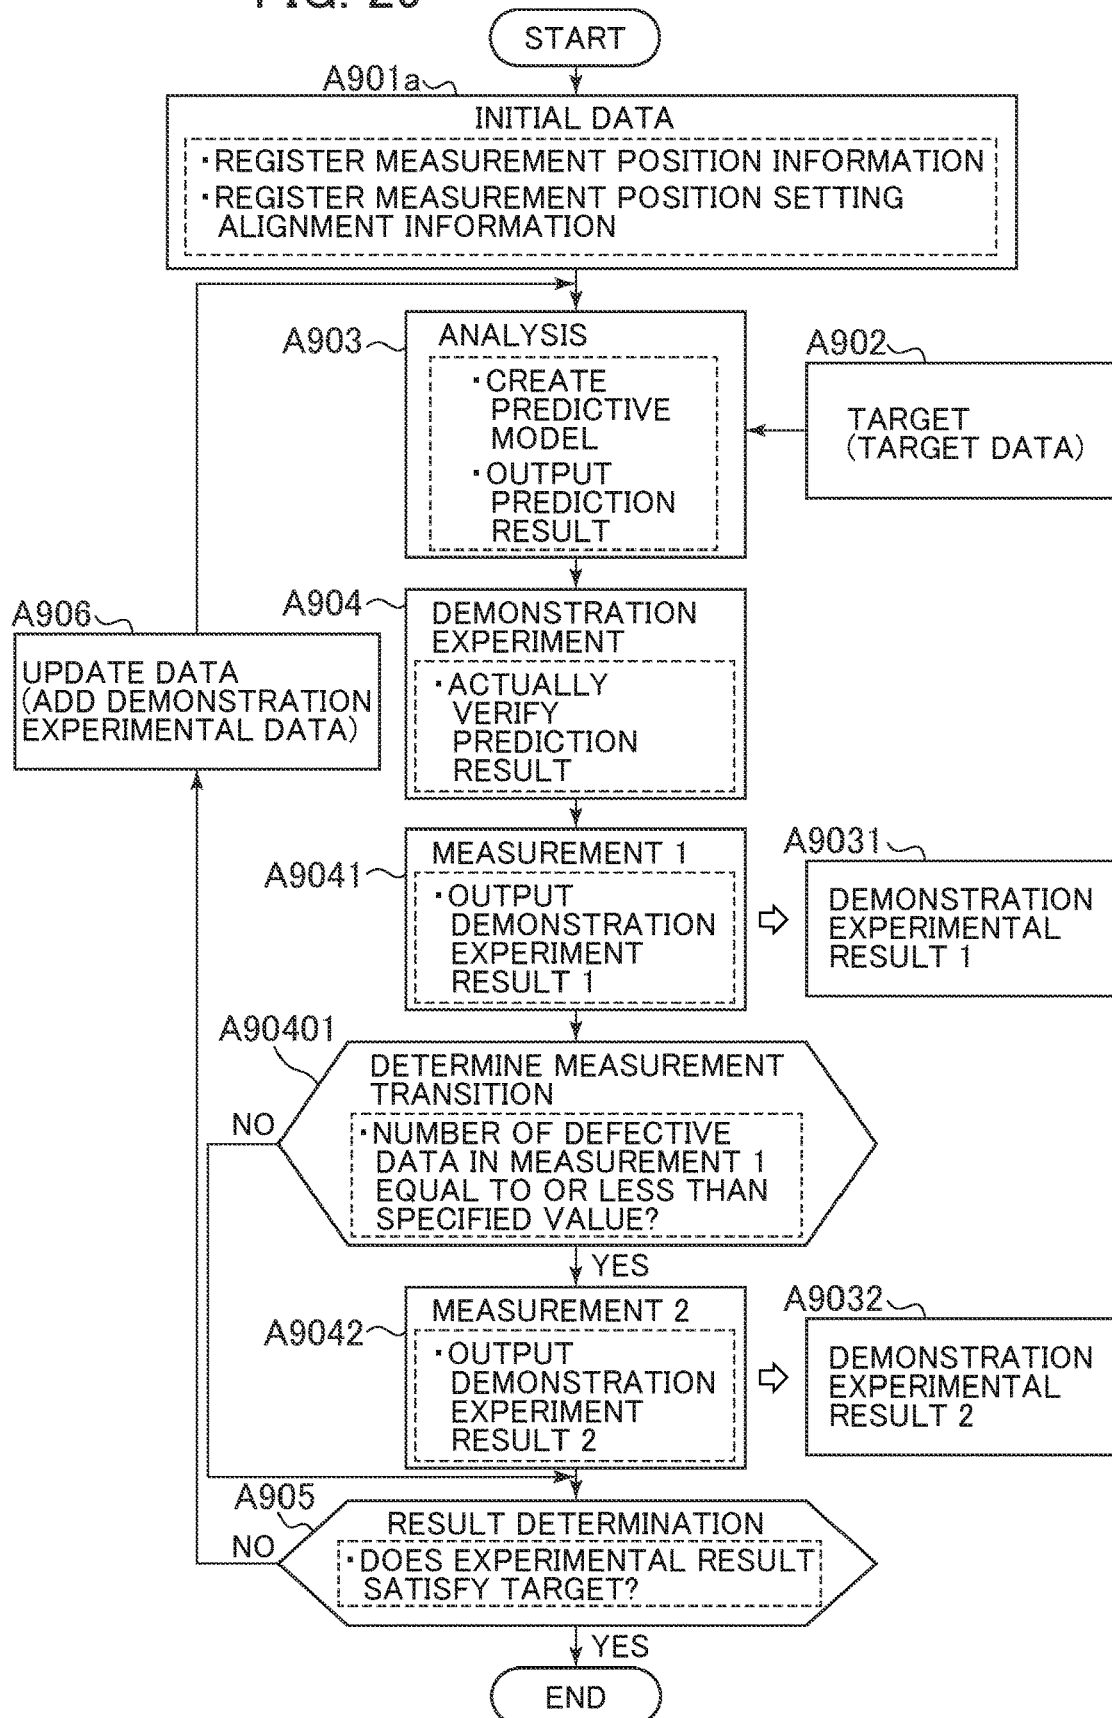 START
A901a
INITIAL DATA
・REGISTER MEASUREMENT POSITION INFORMATION
・REGISTER MEASUREMENT POSITION SETTING
ALIGNMENT INFORMATION
A903
ANALYSIS
・CREATE
PREDICTIVE
MODEL
・OUTPUT
PREDICTION
RESULT
A902
TARGET
(TARGET DATA)
A904
DEMONSTRATION
EXPERIMENT
・ACTUALLY
VERIFY
PREDICTION
RESULT
A906
UPDATE DATA
(ADD DEMONSTRATION
EXPERIMENTAL DATA)
A9041
MEASUREMENT 1
・OUTPUT
DEMONSTRATION
EXPERIMENT
RESULT 1
A9031
DEMONSTRATION
EXPERIMENTAL
RESULT 1
A90401
DETERMINE MEASUREMENT
TRANSITION
・NUMBER OF DEFECTIVE
DATA IN MEASUREMENT 1
EQUAL TO OR LESS THAN
SPECIFIED VALUE?
NO
YES
A9042
MEASUREMENT 2
・OUTPUT
DEMONSTRATION
EXPERIMENT
RESULT 2
A9032
DEMONSTRATION
EXPERIMENTAL
RESULT 2
A905
RESULT DETERMINATION
・DOES EXPERIMENTAL RESULT
SATISFY TARGET?
NO
YES
END